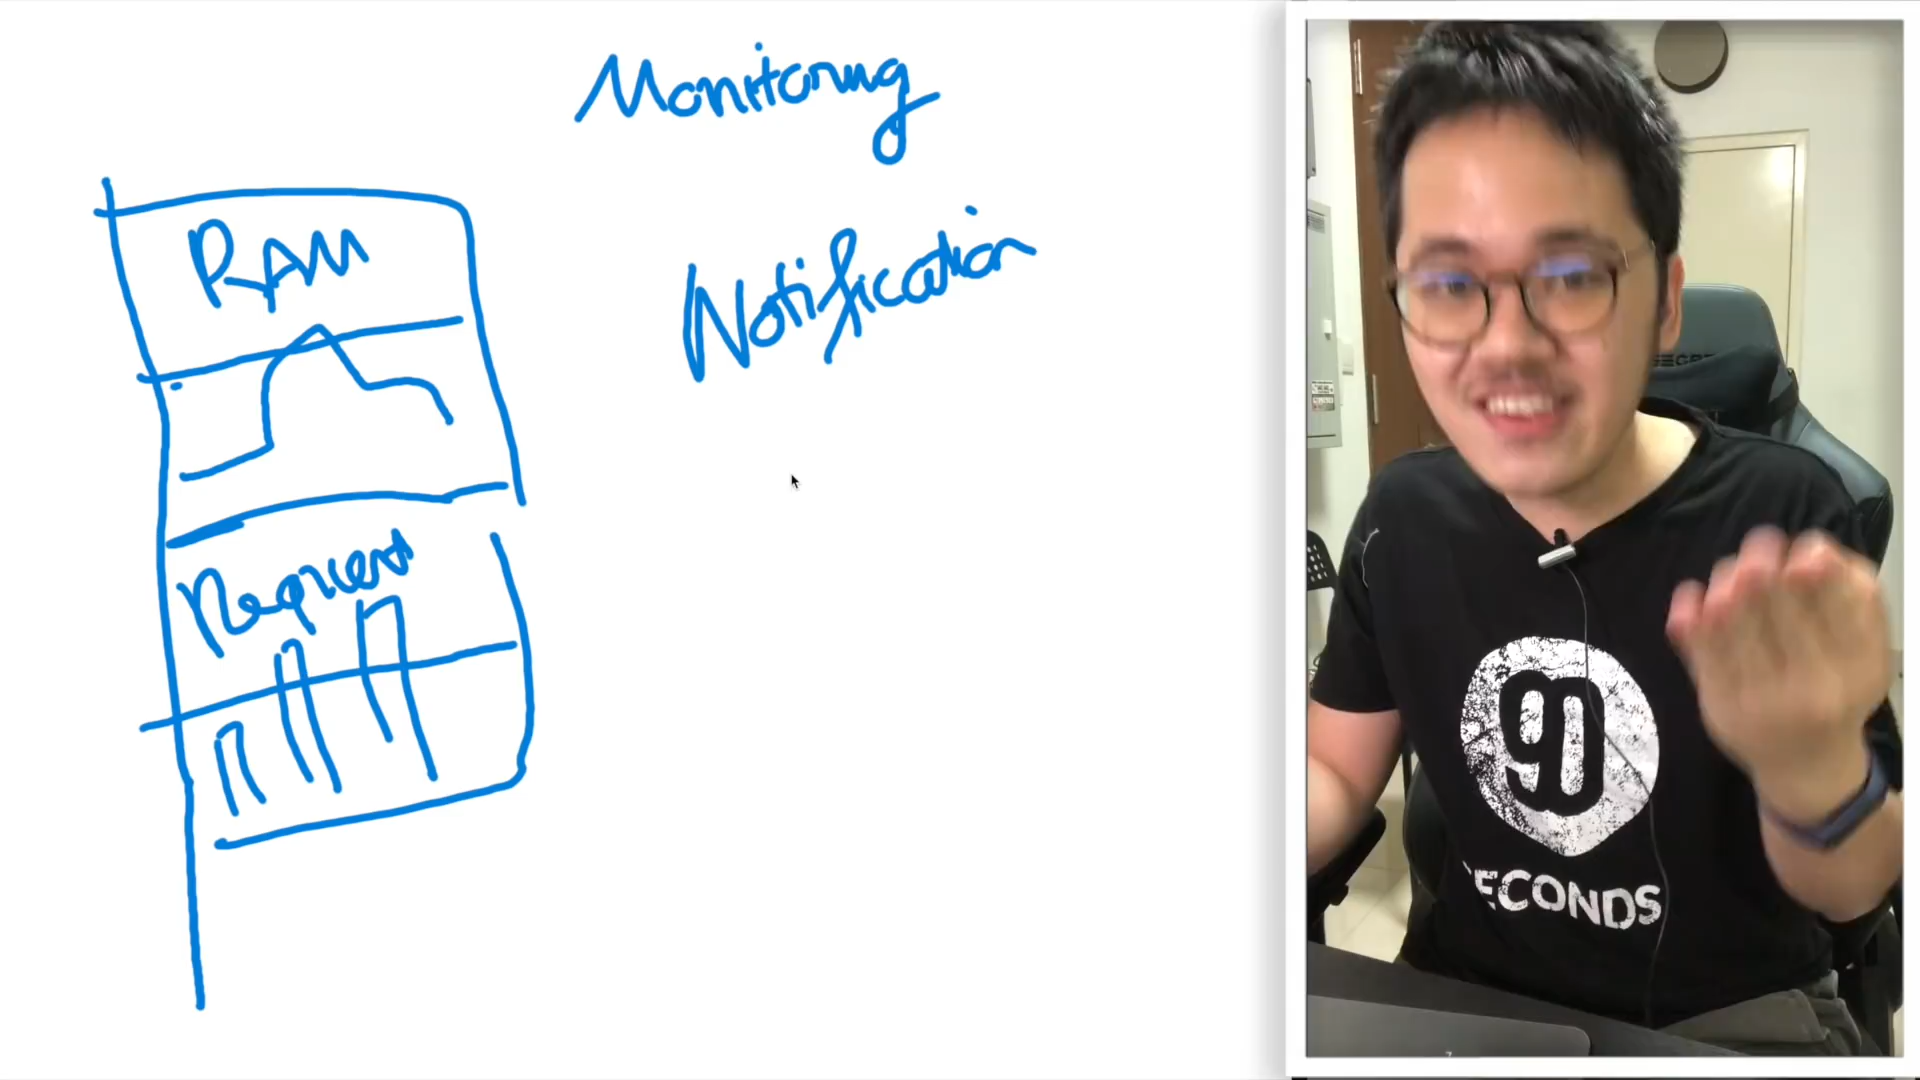 Monitoring
Notification
RAM
Request
90
SECONDS